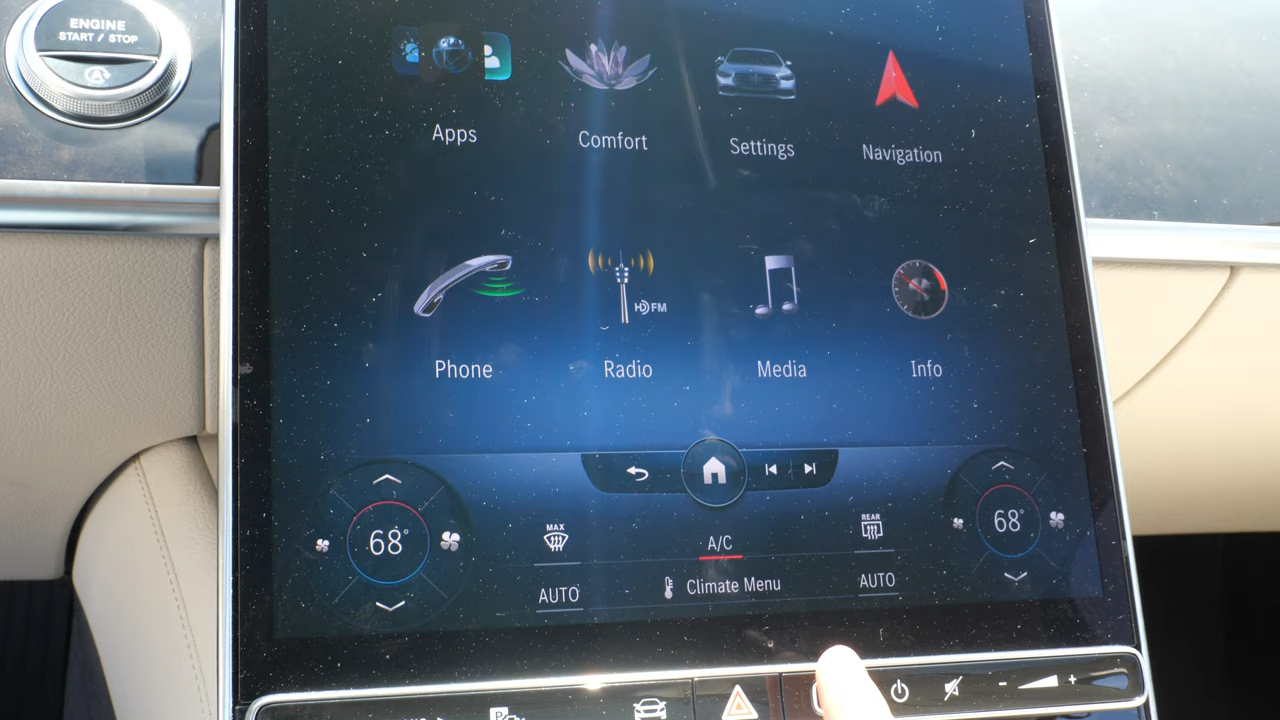 ENGINE
START / STOP
A
Apps
Comfort
Settings
Navigation
HD FM
Phone
Radio
Media
Info
68°
MAX
A/C
REAR
68°
AUTO
Climate Menu
AUTO
P
- +